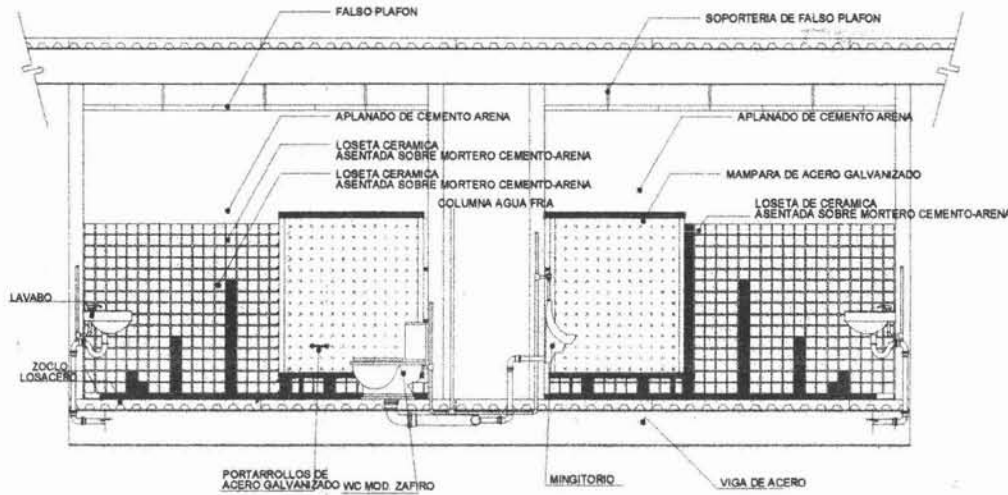 FALSO PLAFON
SOPORTERIA DE FALSO PLAFON
APLANADO DE CEMENTO ARENA
APLANADO DE CEMENTO ARENA
LOSETA CERAMICA
ASENTADA SOBRE MORTERO CEMENTO-ARENA
LOSETA CERAMICA
ASENTADA SOBRE MORTERO CEMENTO-ARENA
MAMPARA DE ACERO GALVANIZADO
COLUMNA AGUA FRIA
LOSETA DE CERAMICA
ASENTADA SOBRE MORTERO CEMENTO-ARENA
LAVABO
ZOCLO
LOSACERO
PORTARROLLOS DE
ACERO GALVANIZADO
WC MOD. ZAFIRO
MINGITORIO
VIGA DE ACERO